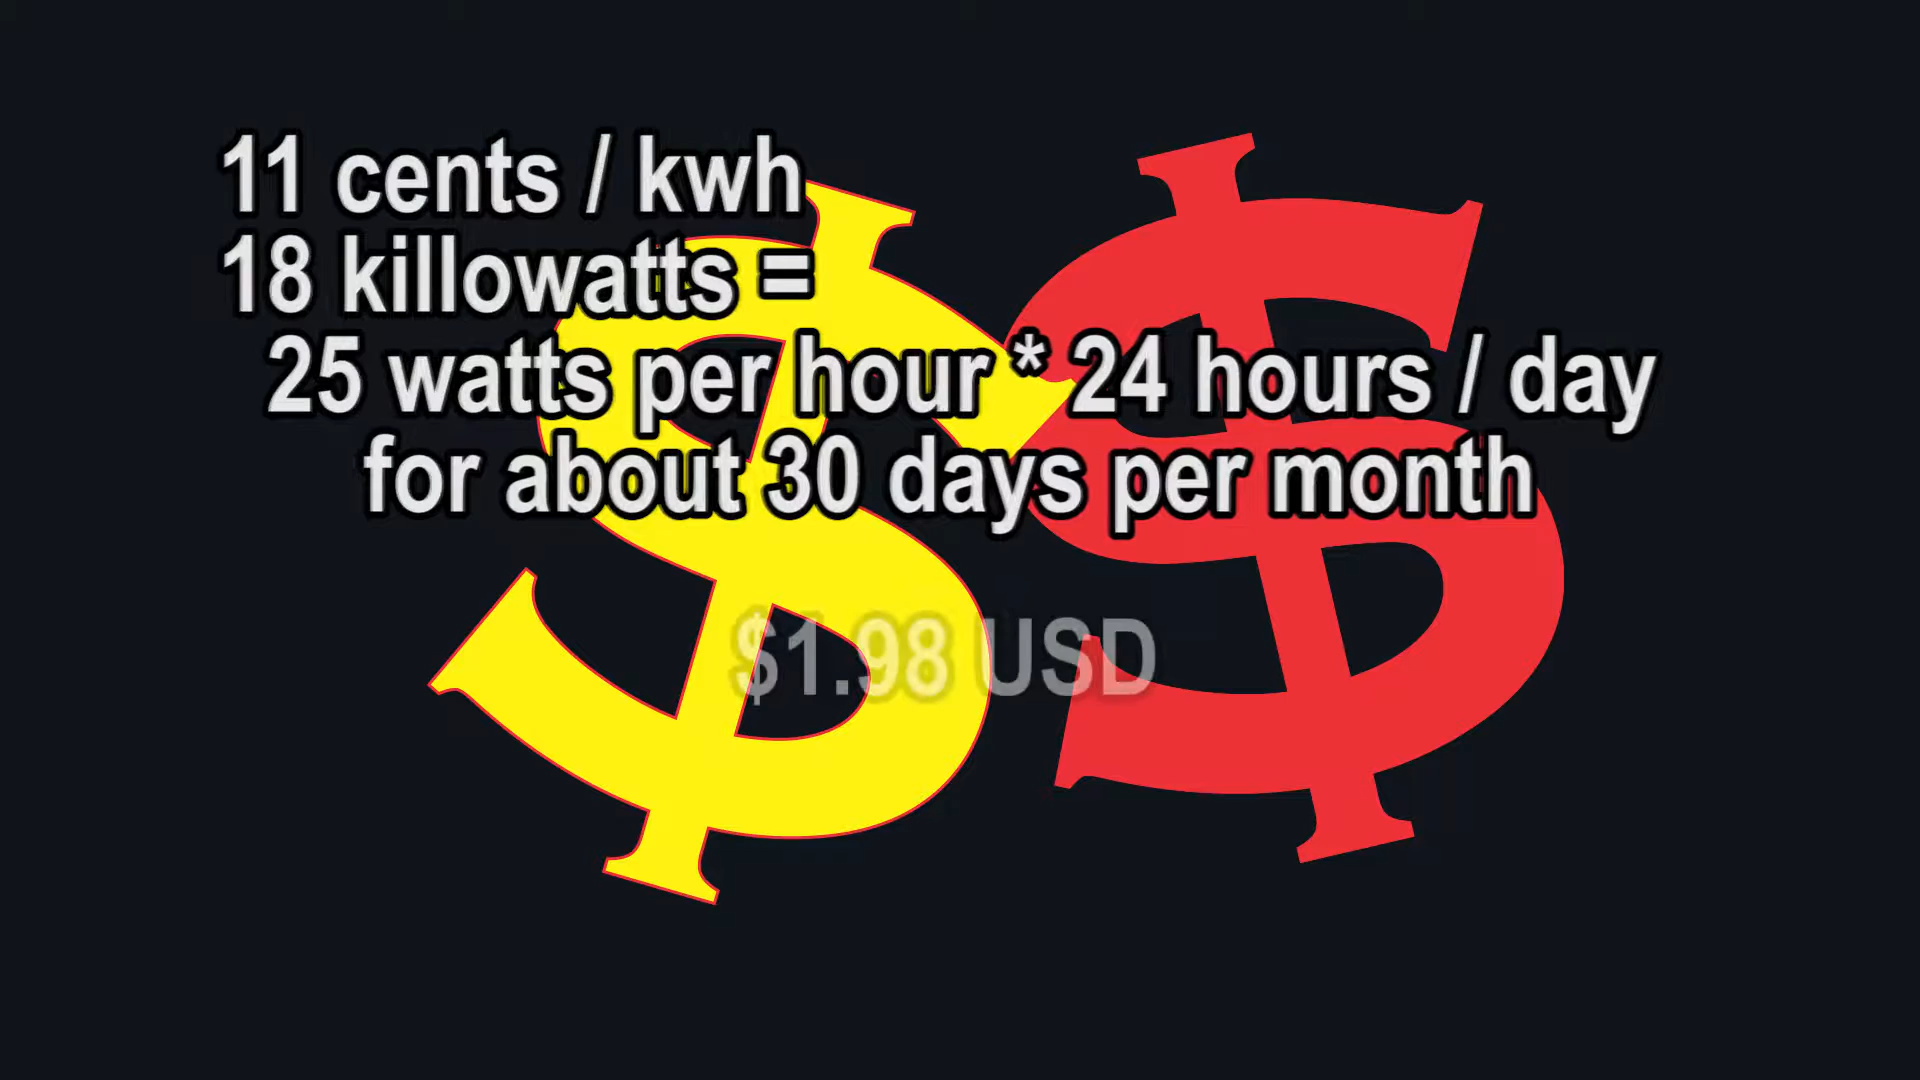 11 cents / kwh
18 killowatts =
25 watts per hour * 24 hours / day
for about 30 days per month
$1.98 USD